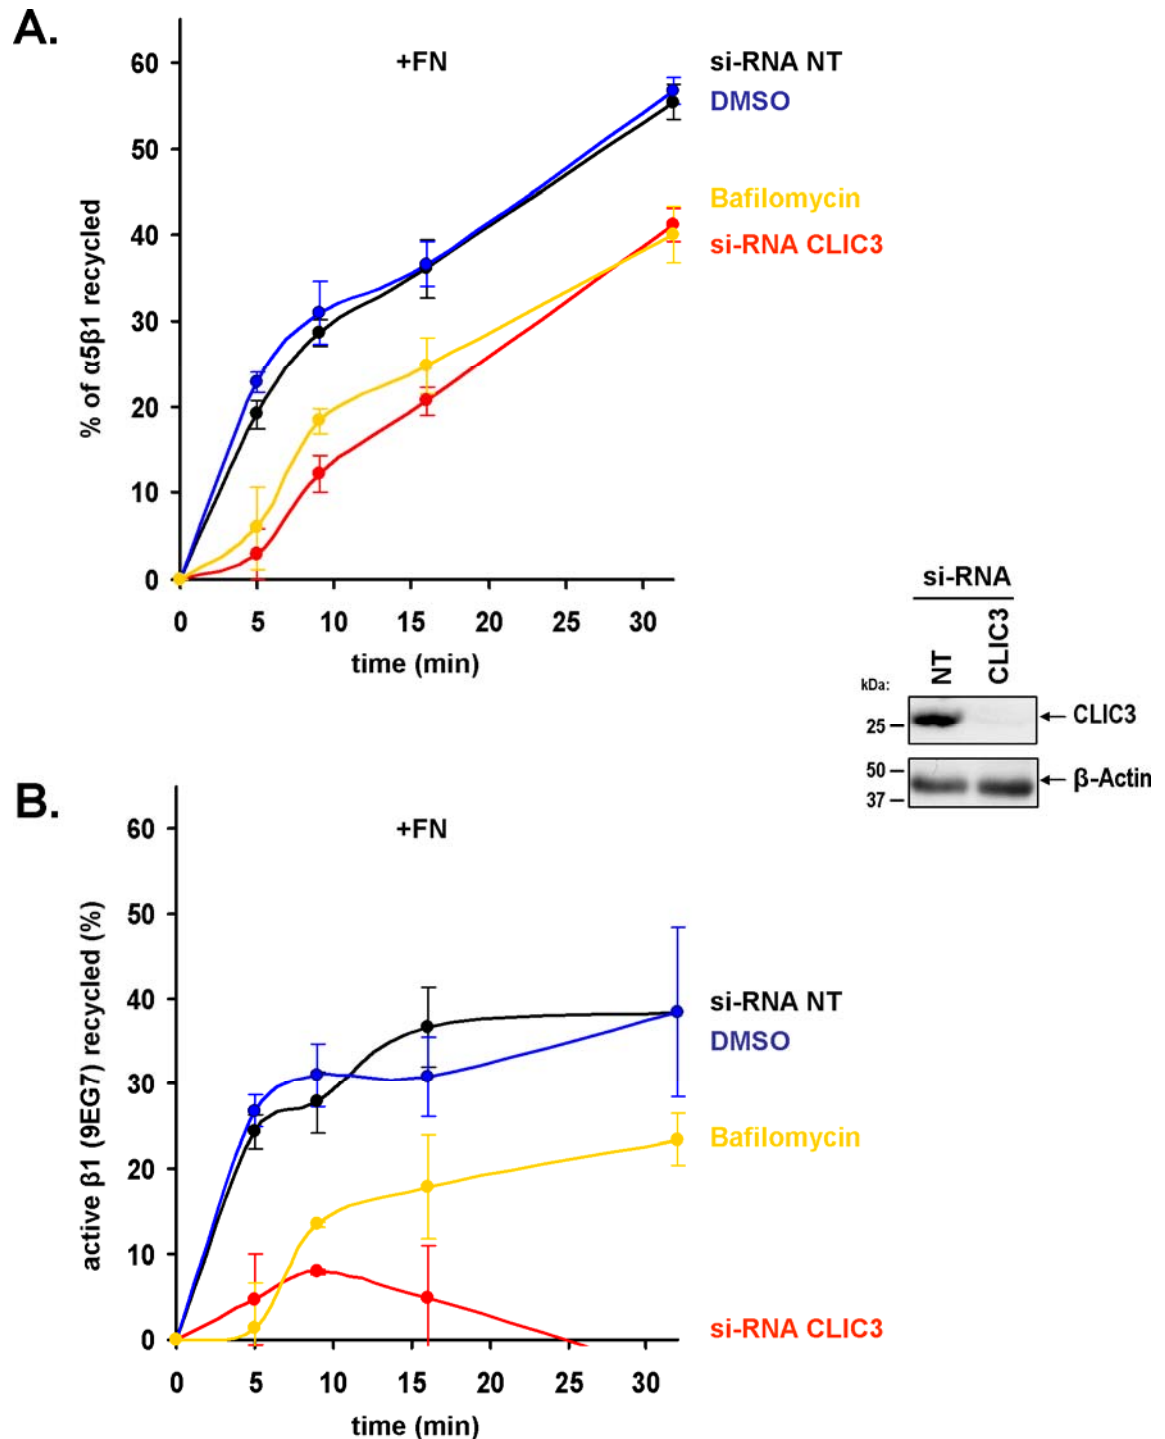 A.
+FN
si-RNA NT
DMSO
Bafilomycin
si-RNA CLIC3
% of α5β1 recycled
60
50
40
30
20
10
0
0 5 10 15 20 25 30
time (min)
si-RNA
NT CLIC3
kDa:
25
CLIC3
50
37
β-Actin
B.
+FN
si-RNA NT
DMSO
Bafilomycin
si-RNA CLIC3
active β1 (9EG7) recycled (%)
60
50
40
30
20
10
0
0 5 10 15 20 25 30
time (min)